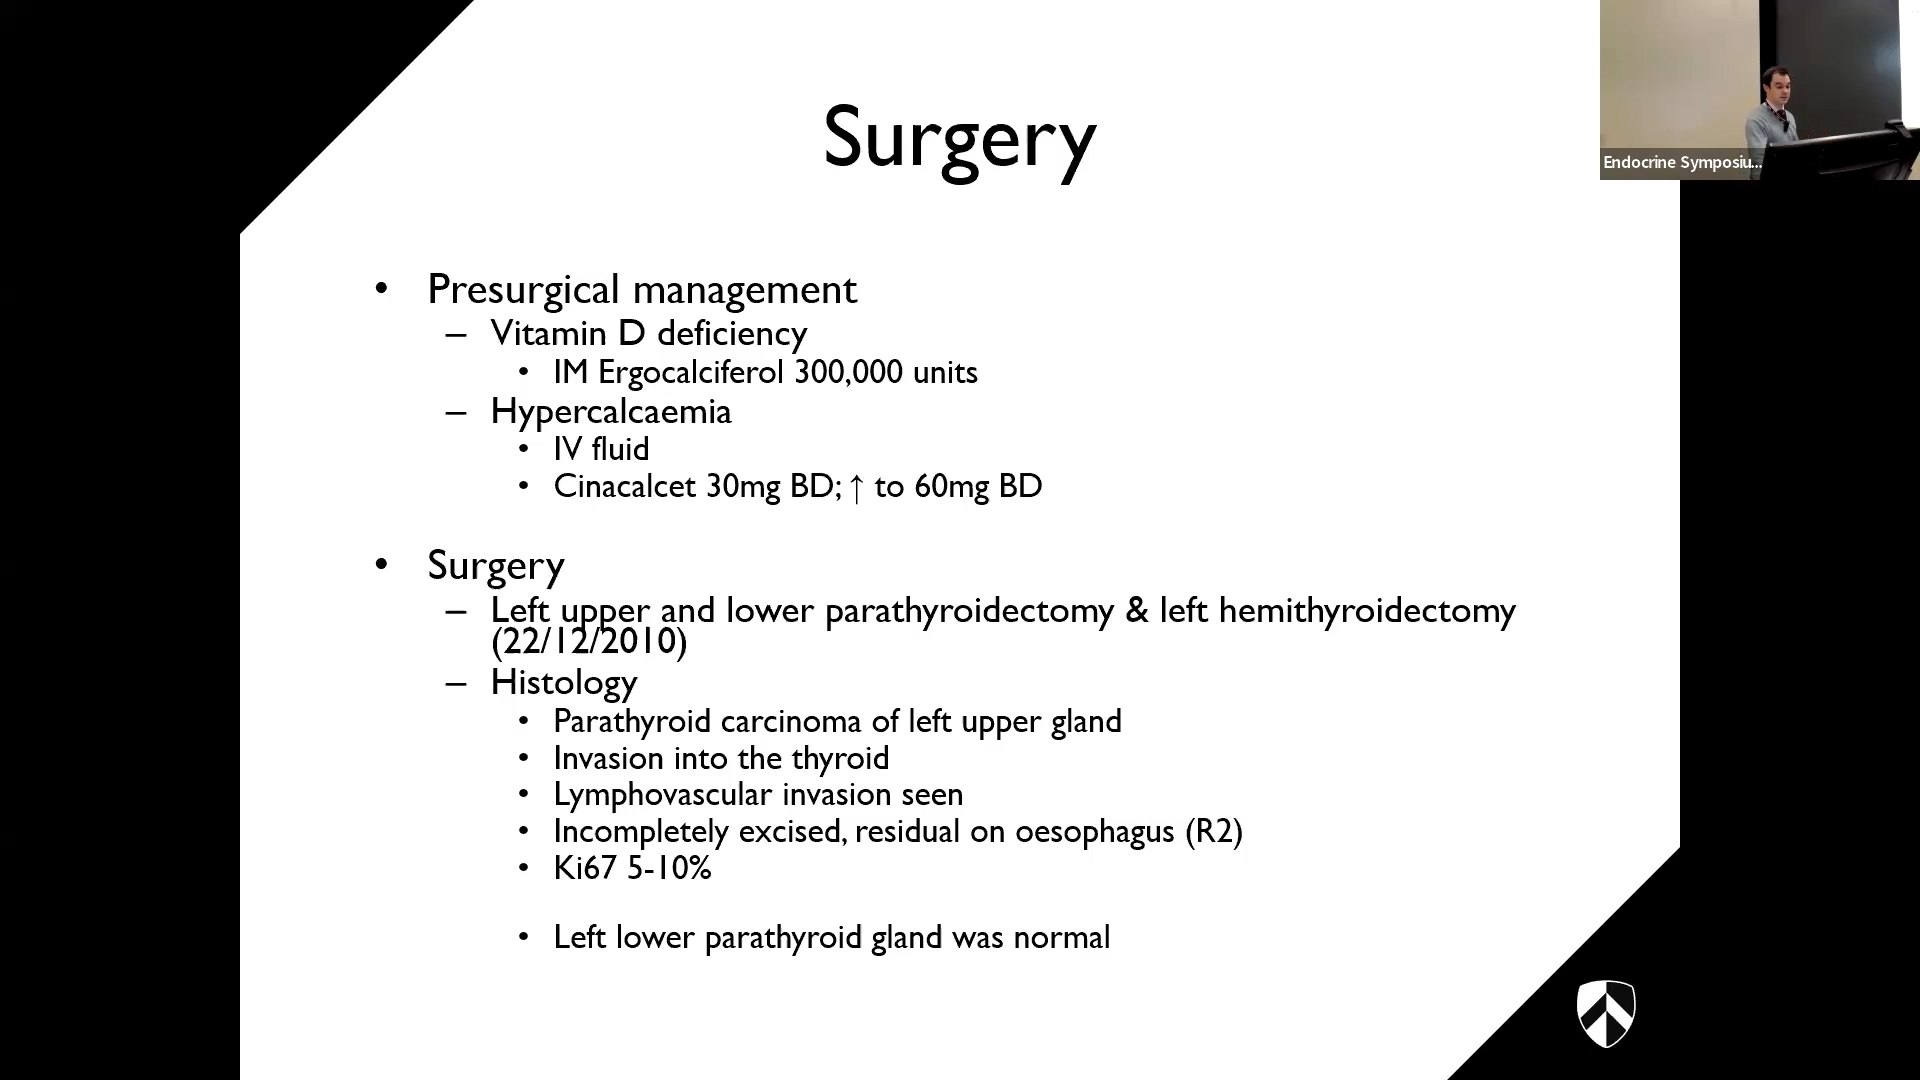 Surgery
Endocrine Symposiu...
• Presurgical management
– Vitamin D deficiency
• IM Ergocalciferol 300,000 units
– Hypercalcaemia
• IV fluid
• Cinacalcet 30mg BD; ↑ to 60mg BD
• Surgery
– Left upper and lower parathyroidectomy & left hemithyroidectomy
(22/12/2010)
– Histology
• Parathyroid carcinoma of left upper gland
• Invasion into the thyroid
• Lymphovascular invasion seen
• Incompletely excised, residual on oesophagus (R2)
• Ki67 5-10%
• Left lower parathyroid gland was normal